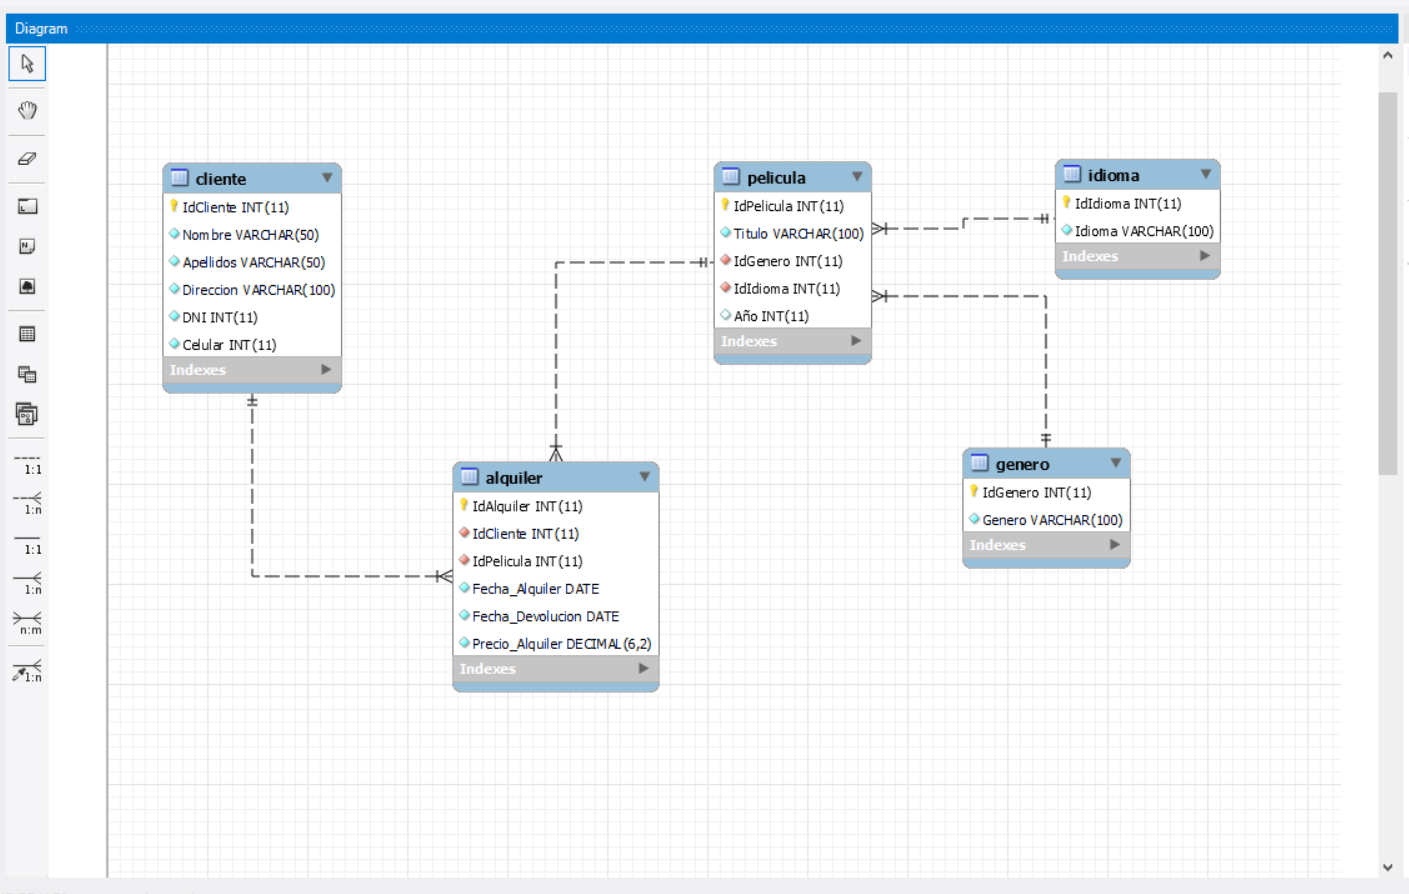 Diagram
cliente
IdCliente INT(11)
Nombre VARCHAR(50)
Apellidos VARCHAR(50)
Direccion VARCHAR(100)
DNI INT(11)
Celular INT(11)
Indexes
pelicula
IdPelicula INT(11)
Titulo VARCHAR(100)
IdGenero INT(11)
IdIdioma INT(11)
Año INT(11)
Indexes
idioma
IdIdioma INT(11)
Idioma VARCHAR(100)
Indexes
alquiler
IdAlquiler INT(11)
IdCliente INT(11)
IdPelicula INT(11)
Fecha_Alquiler DATE
Fecha_Devolucion DATE
Precio_Alquiler DECIMAL(6,2)
Indexes
genero
IdGenero INT(11)
Genero VARCHAR(100)
Indexes
1:1
1:n
1:1
1:n
n:m
1:n